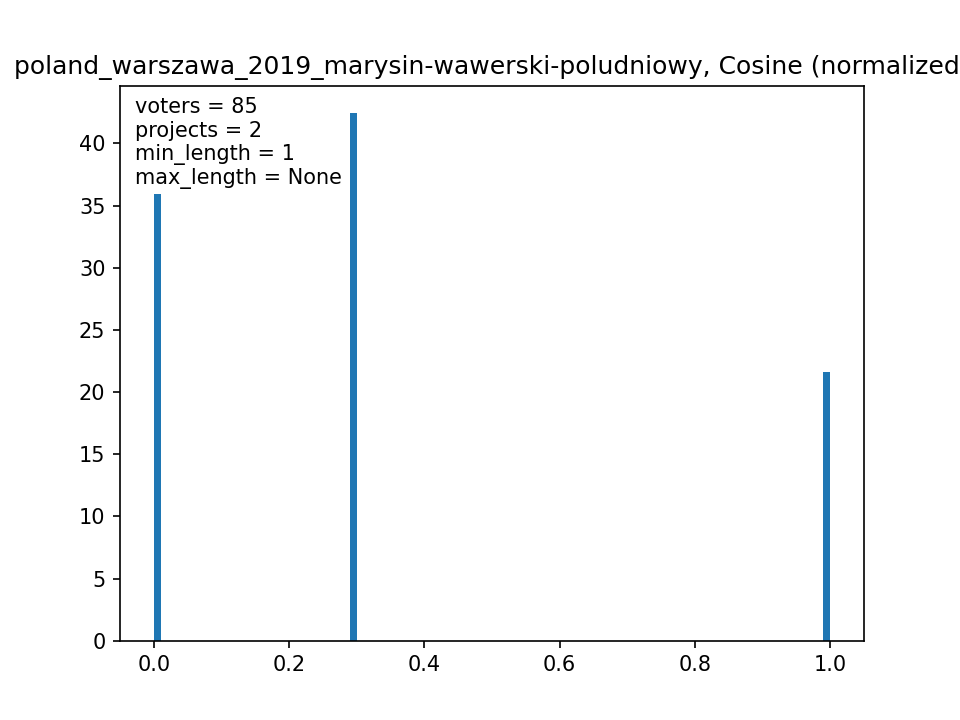 poland_warszawa_2019_marysin-wawerski-poludniowy, Cosine (normalized
voters = 85
projects = 2
min_length = 1
max_length = None
40
35
30
25
20
15
10
5
0
0.0 0.2 0.4 0.6 0.8 1.0